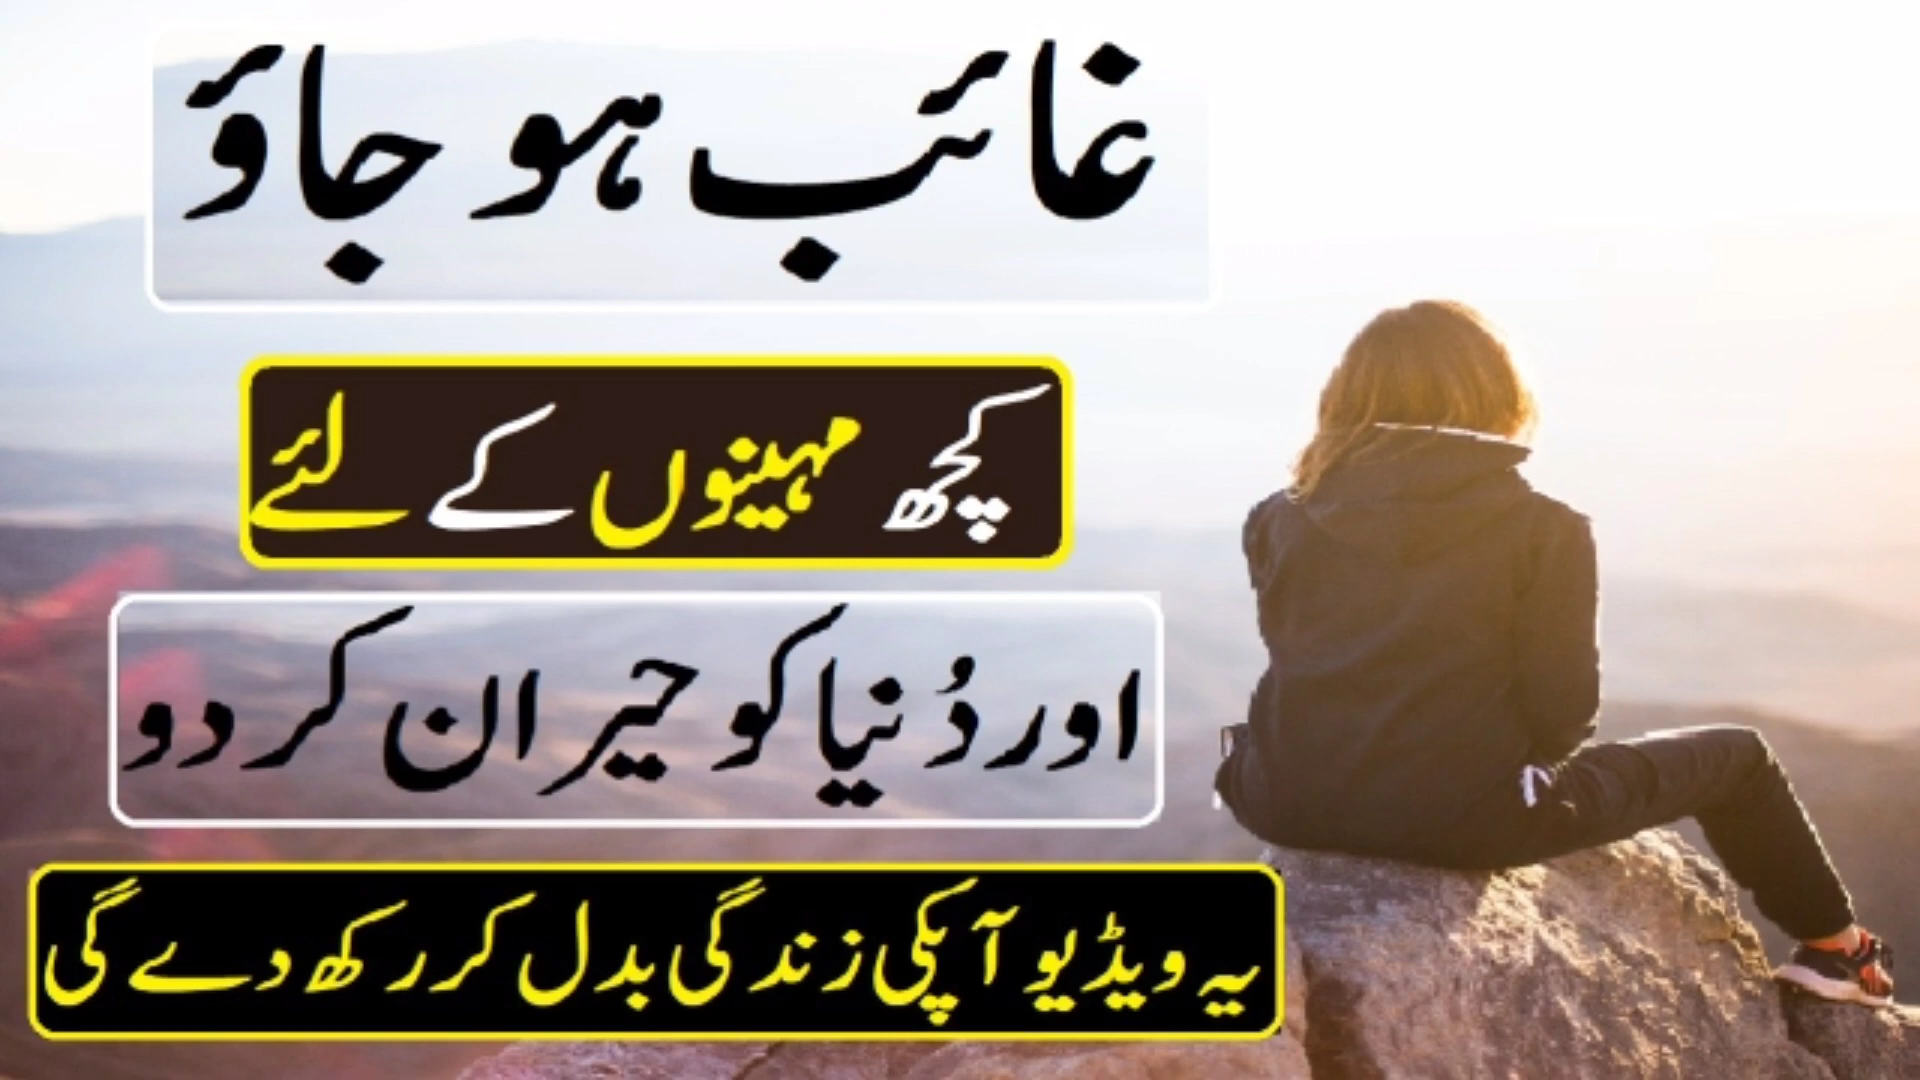 غائب ہو جاؤ
کچھ مہینوں کے لئے
اور دُنیا کو حیران کر دو
یہ ویڈیو آپکی زندگی بدل کر رکھ دے گی